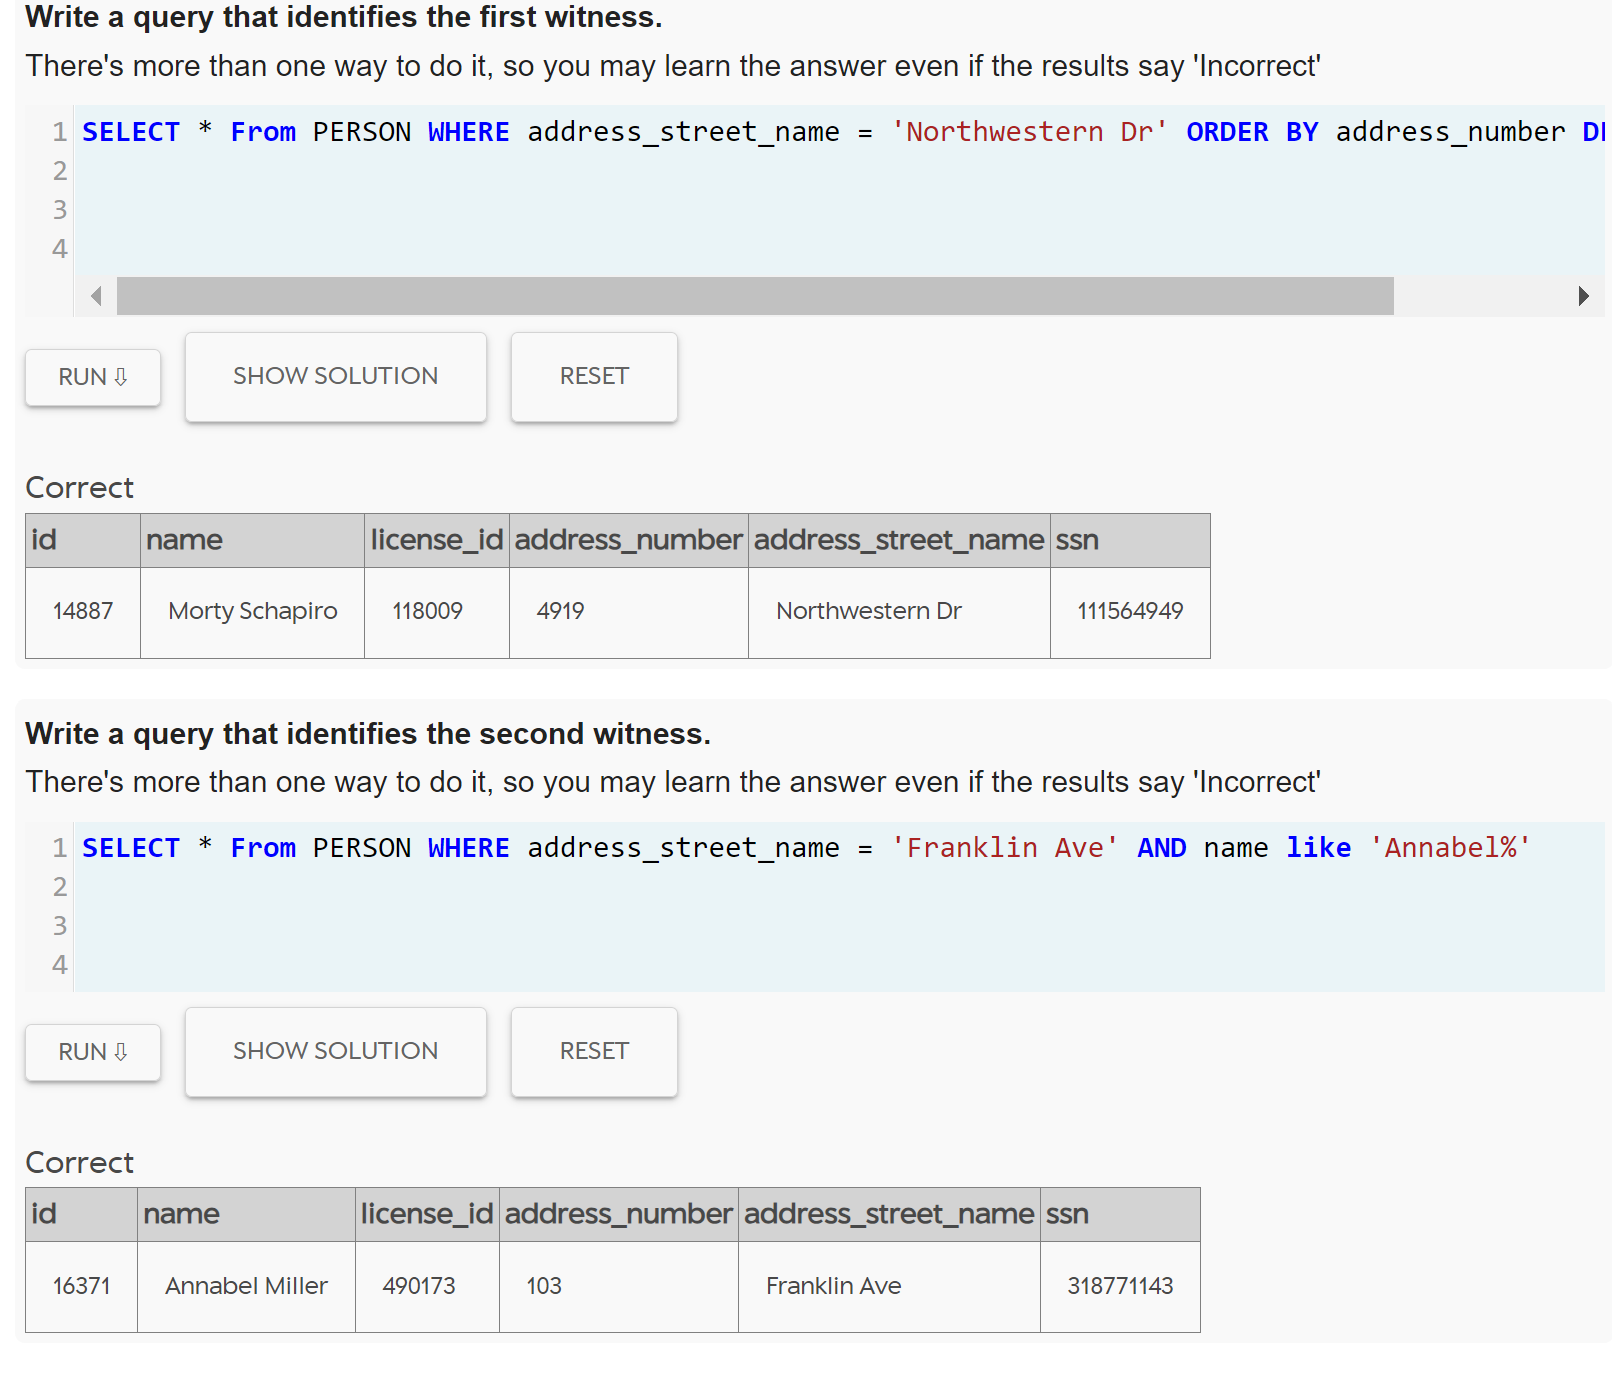 Write a query that identifies the first witness.
There's more than one way to do it, so you may learn the answer even if the results say 'Incorrect'
1 SELECT * From PERSON WHERE address_street_name = 'Northwestern Dr' ORDER BY address_number
2
3
4
RUN ⇩ SHOW SOLUTION RESET
Correct
id name license_id address_number address_street_name ssn
14887 Morty Schapiro 118009 4919 Northwestern Dr 111564949
Write a query that identifies the second witness.
There's more than one way to do it, so you may learn the answer even if the results say 'Incorrect'
1 SELECT * From PERSON WHERE address_street_name = 'Franklin Ave' AND name like 'Annabel%'
2
3
4
RUN ⇩ SHOW SOLUTION RESET
Correct
id name license_id address_number address_street_name ssn
16371 Annabel Miller 490173 103 Franklin Ave 318771143